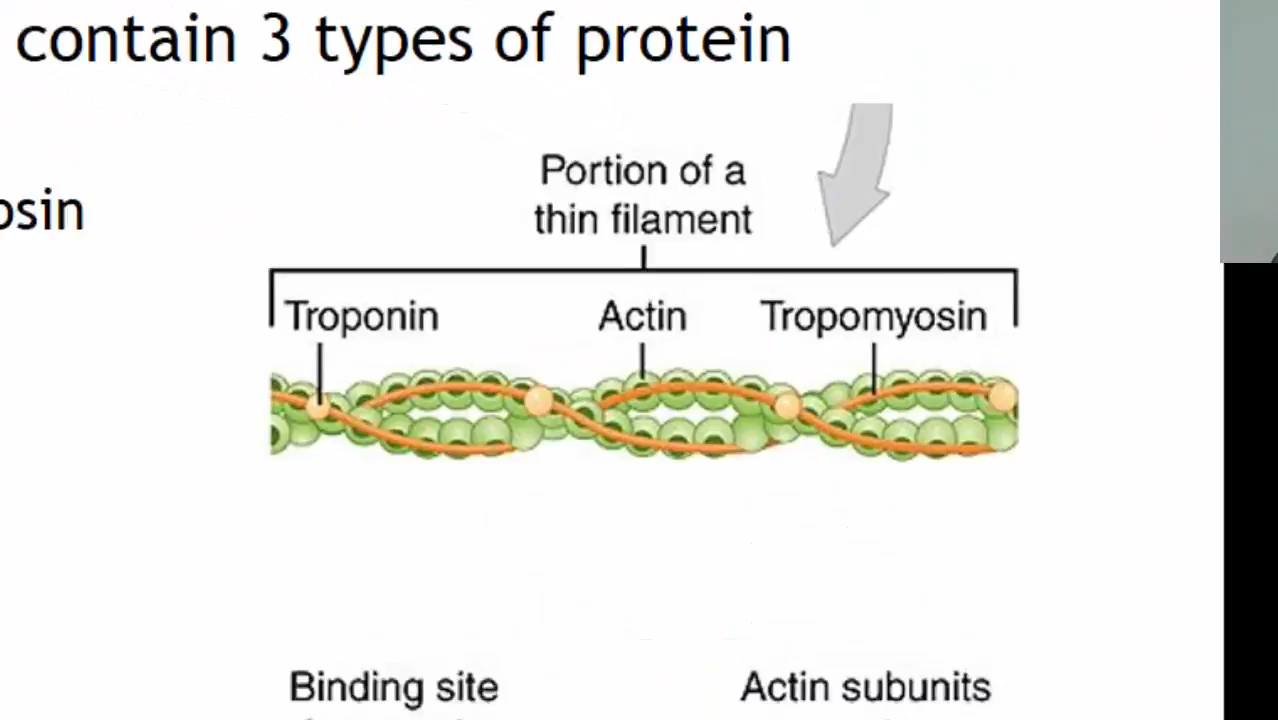 contain 3 types of protein
osin
Portion of a
thin filament
Troponin Actin Tropomyosin
Binding site Actin subunits